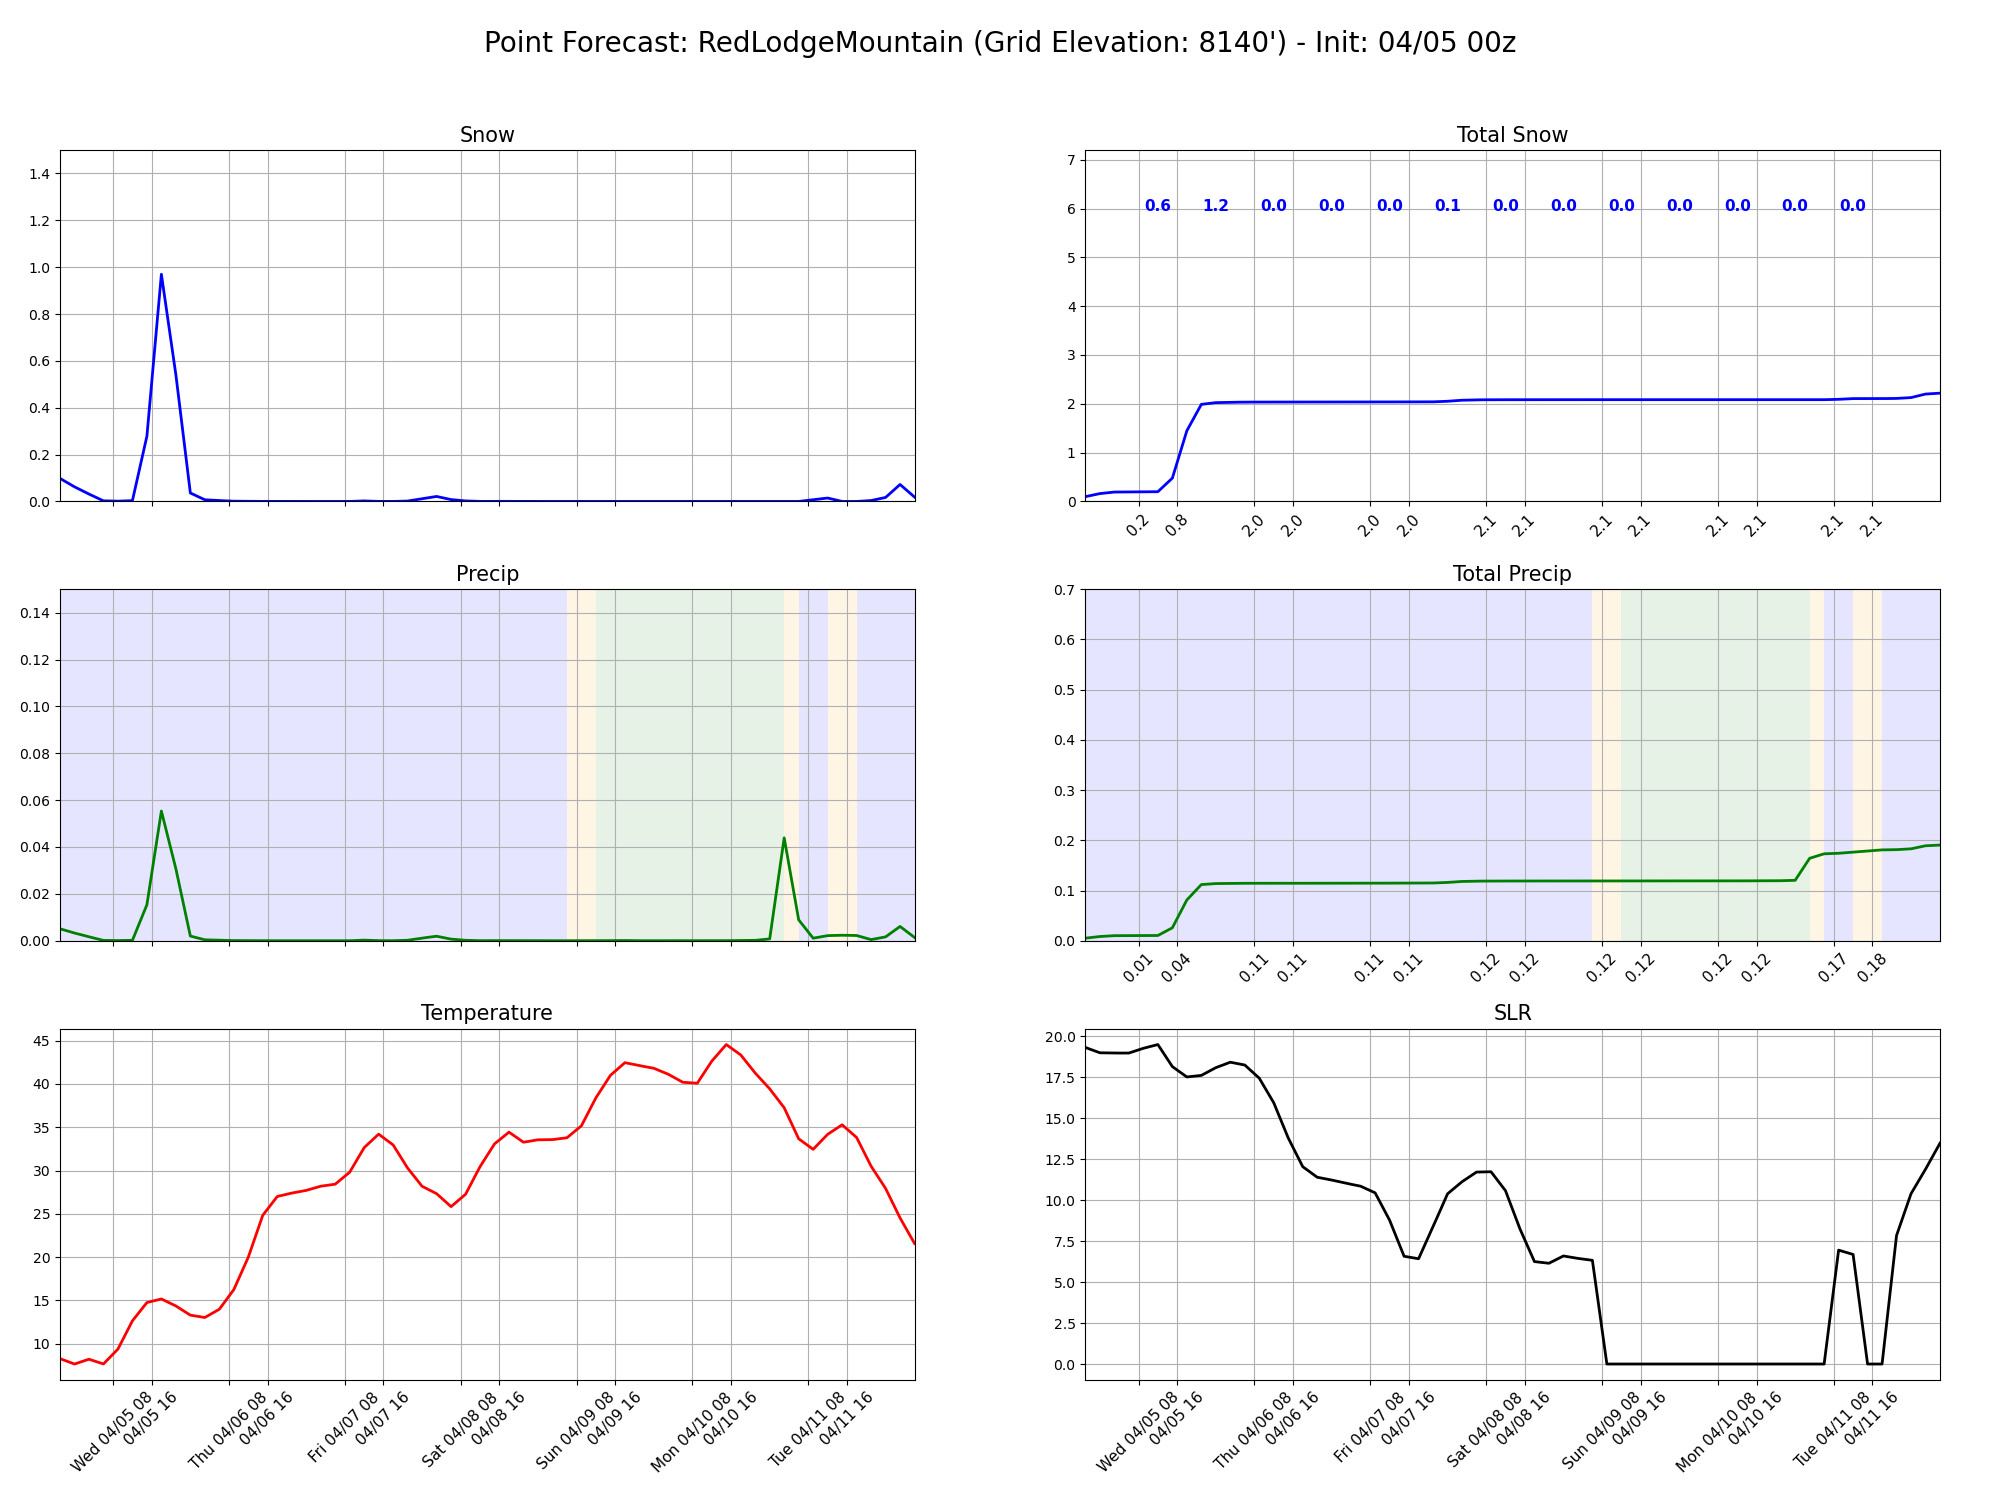 Point Forecast: RedLodgeMountain (Grid Elevation: 8140') - Init: 04/05 00z
Snow
1.4
1.2
1.0
0.8
0.6
0.4
0.2
0.0
Total Snow
7
6
5
4
3
2
1
0
0.6 1.2 0.0 0.0 0.0 0.1 0.0 0.0 0.0 0.0 0.0 0.0 0.0
0.2 0.8 2.0 2.0 2.0 2.0 2.1 2.1 2.1 2.1 2.1 2.1 2.1 2.1
Precip
0.14
0.12
0.10
0.08
0.06
0.04
0.02
0.00
Total Precip
0.7
0.6
0.5
0.4
0.3
0.2
0.1
0.0
0.01 0.04 0.11 0.11 0.11 0.11 0.12 0.12 0.12 0.12 0.12 0.12 0.17 0.18
Temperature
45
40
35
30
25
20
15
10
Wed 04/05 08
04/05 16
Thu 04/06 08
04/06 16
Fri 04/07 08
04/07 16
Sat 04/08 08
04/08 16
Sun 04/09 08
04/09 16
Mon 04/10 08
04/10 16
Tue 04/11 08
04/11 16
SLR
20.0
17.5
15.0
12.5
10.0
7.5
5.0
2.5
0.0
Wed 04/05 08
04/05 16
Thu 04/06 08
04/06 16
Fri 04/07 08
04/07 16
Sat 04/08 08
04/08 16
Sun 04/09 08
04/09 16
Mon 04/10 08
04/10 16
Tue 04/11 08
04/11 16